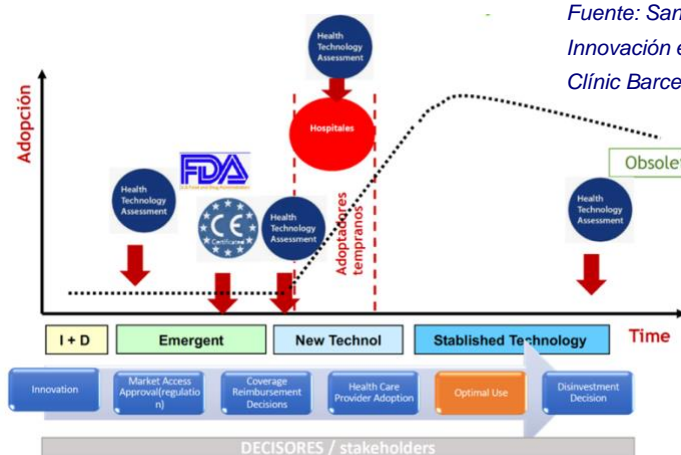 Fuente: San
Innovación e
Clínic Barce
Health
Technology
Assessment
Hospitales
Adopción
Health
Technology
Assessment
FDA
CE
Certificated
Health
Technology
Assessment
Adoptadores
tempranos
Obsolet
Health
Technology
Assessment
I + D
Emergent
New Technol
Stablished Technology
Time
Innovation
Market Access
Approval(regulatio
n)
Coverage
Reimbursement
Decisions
Health Care
Provider Adoption
Optimal Use
Disinvestment
Decision
DECISORES / stakeholders